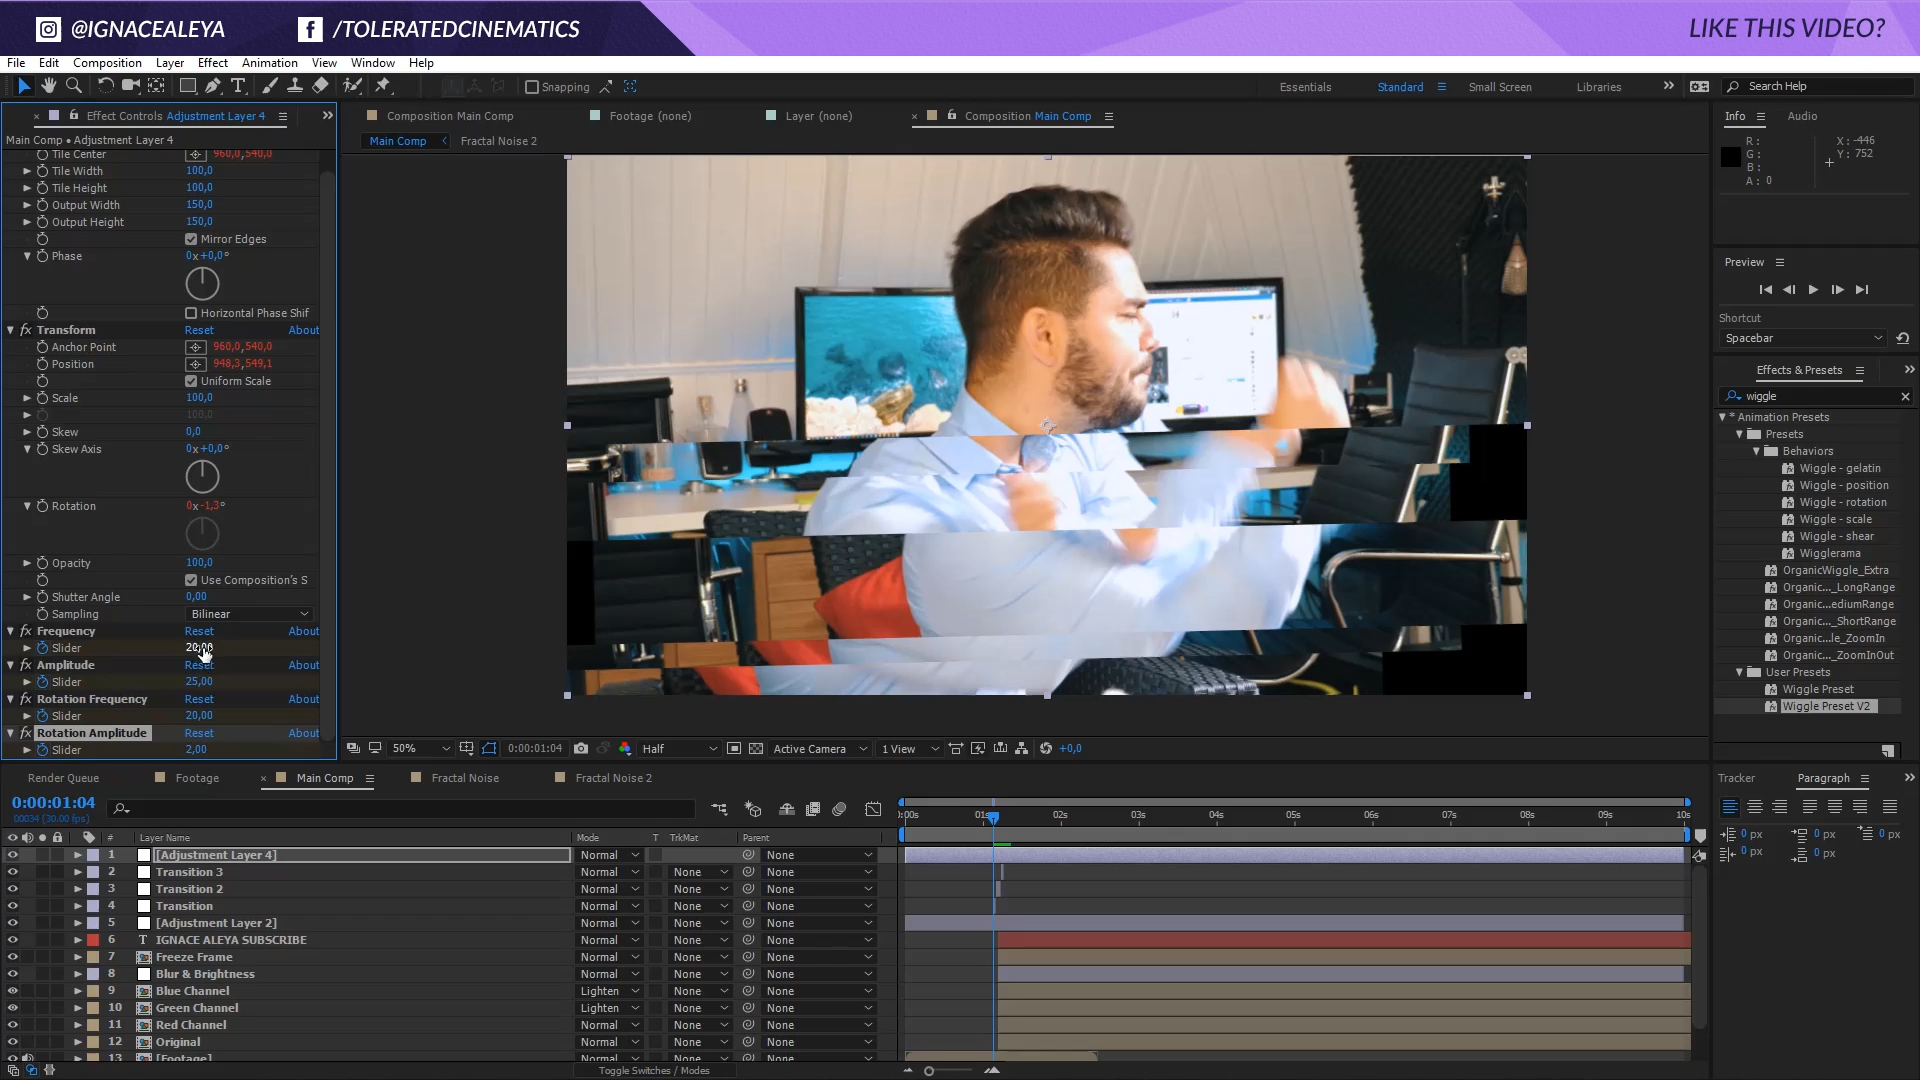 @IGNACEALEYA
/TOLERATEDCINEMATICS
LIKE THIS VIDEO?
File Edit Composition Layer Effect Animation View Window Help
Snapping
Essentials Standard Small Screen Libraries Search Help
Effect Controls Adjustment Layer 4
Composition Main Comp Footage (none) Layer (none) Composition Main Comp
Info Audio
Main Comp • Adjustment Layer 4
Main Comp Fractal Noise 2
R: X: -446
G: Y: 752
B:
A: 0
Tile Center 960,0,540,0
Tile Width 100,0
Tile Height 100,0
Output Width 150,0
Output Height 150,0
Mirror Edges
Phase 0x+0,0°
Horizontal Phase Shif
Transform Reset About
Anchor Point 960,0,540,0
Position 948,3,549,1
Uniform Scale
Scale 100,0
100,0
Skew 0,0
Skew Axis 0x+0,0°
Rotation 0x-1,3°
Opacity 100,0
Use Composition's S
Shutter Angle 0,00
Sampling Bilinear
Frequency Reset About
Slider 20,00
Amplitude Reset About
Slider 25,00
Rotation Frequency Reset About
Slider 20,00
Rotation Amplitude Reset About
Slider 2,00
50% 0:00:01:04 Half Active Camera 1 View +0,0
Preview
Shortcut
Spacebar
Effects & Presets
wiggle
* Animation Presets
Presets
Behaviors
Wiggle - gelatin
Wiggle - position
Wiggle - rotation
Wiggle - scale
Wiggle - shear
Wigglerama
OrganicWiggle_Extra
Organic..._LongRange
Organic...ediumRange
Organic..._ShortRange
Organic...le_ZoomIn
Organic..._ZoomInOut
User Presets
Wiggle Preset
Wiggle Preset V2
Render Queue Footage Main Comp Fractal Noise Fractal Noise 2
Tracker Paragraph
0:00:01:04
00034 (30.00 fps)
:00s 01s 02s 03s 04s 05s 06s 07s 08s 09s 10s
0 px 0 px 0 px
0 px 0 px
# Layer Name Mode T TrkMat Parent
1 [Adjustment Layer 4] Normal None
2 Transition 3 Normal None None
3 Transition 2 Normal None None
4 Transition Normal None None
5 [Adjustment Layer 2] Normal None None
6 T IGNACE ALEYA SUBSCRIBE Normal None None
7 Freeze Frame Normal None None
8 Blur & Brightness Normal None None
9 Blue Channel Lighten None None
10 Green Channel Lighten None None
11 Red Channel Normal None None
12 Original Normal None None
13 [Footage] Normal None None
Toggle Switches / Modes